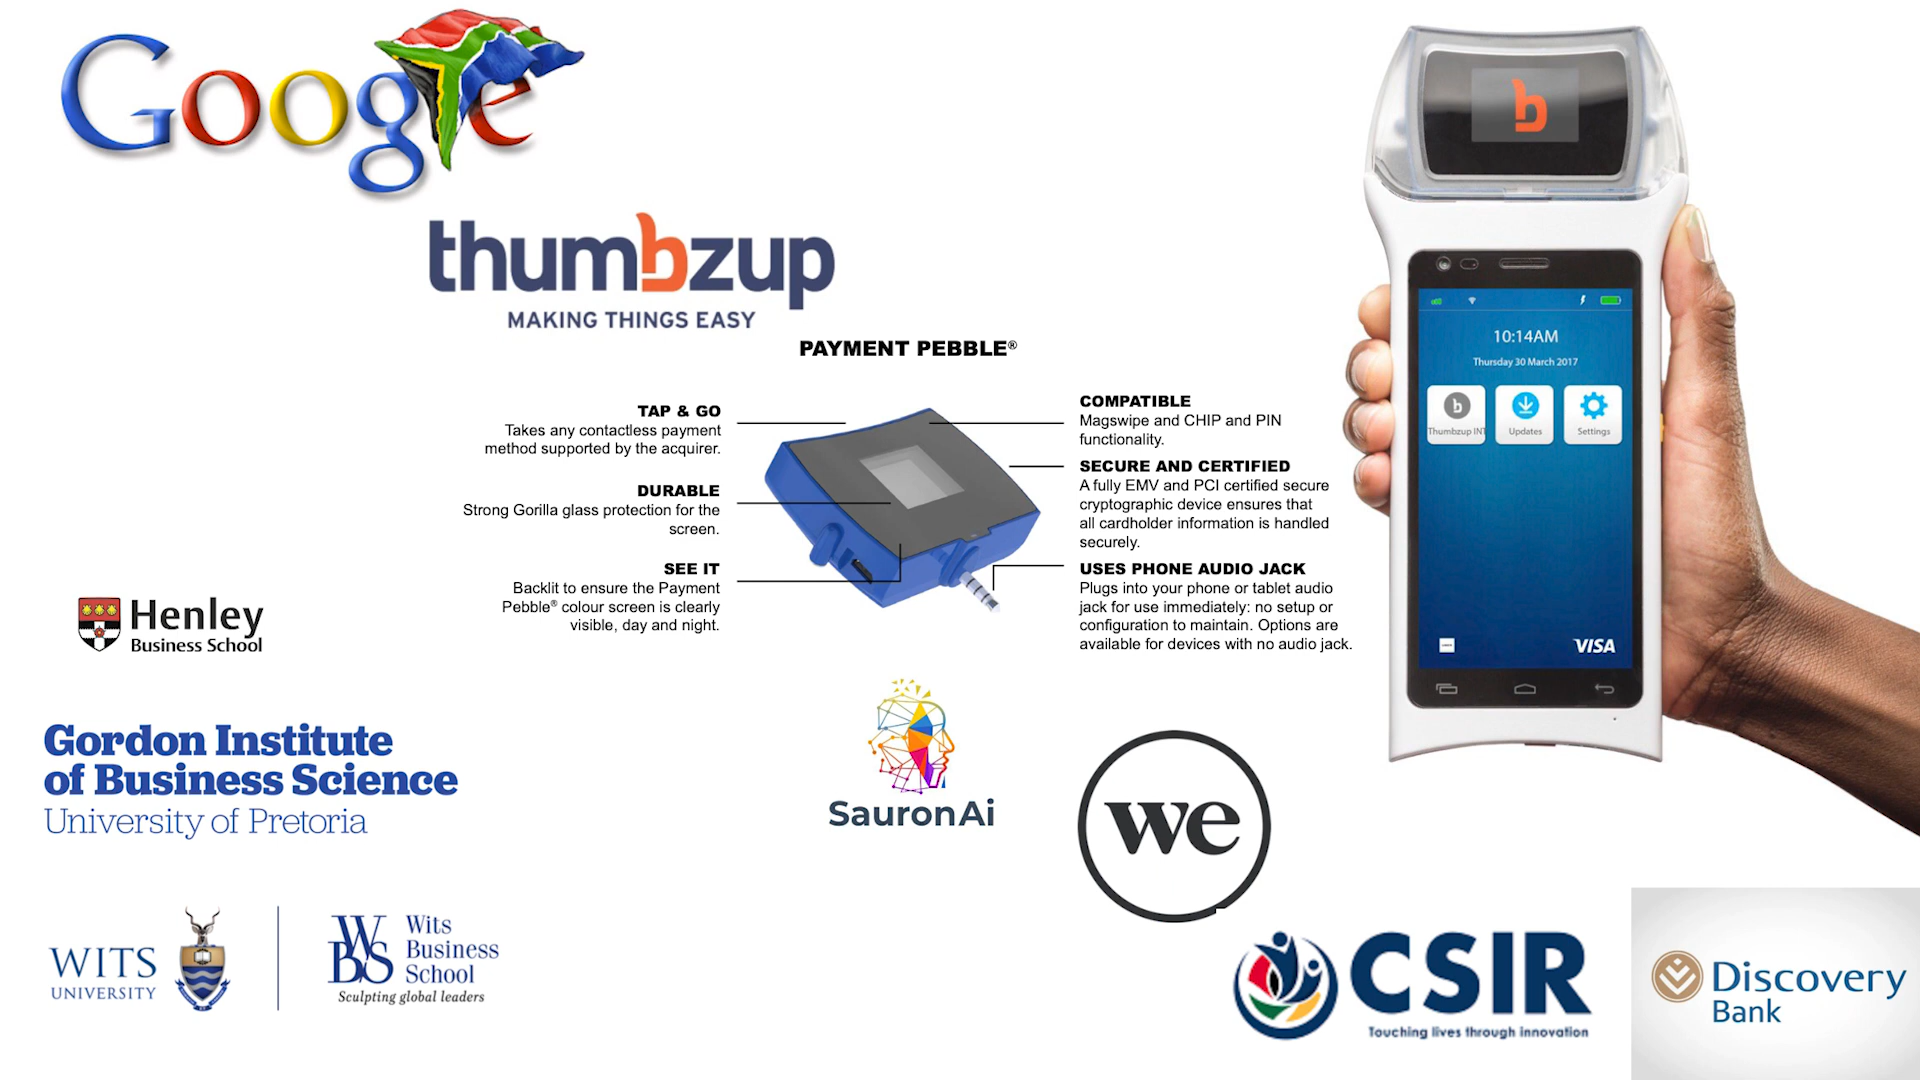 Google
thumbzup
MAKING THINGS EASY
PAYMENT PEBBLE®
TAP & GO
Takes any contactless payment
method supported by the acquirer.
DURABLE
Strong Gorilla glass protection for the
screen.
SEE IT
Backlit to ensure the Payment
Pebble® colour screen is clearly
visible, day and night.
COMPATIBLE
Magswipe and CHIP and PIN
functionality.
SECURE AND CERTIFIED
A fully EMV and PCI certified secure
cryptographic device ensures that
all cardholder information is handled
securely.
USES PHONE AUDIO JACK
Plugs into your phone or tablet audio
jack for use immediately: no setup or
configuration to maintain. Options are
available for devices with no audio jack.
b
10:14AM
Thursday 30 March 2017
b
Thumbzup INT
Updates
Settings
VISA
Henley
Business School
Gordon Institute
of Business Science
University of Pretoria
WITS
UNIVERSITY
WBS
Wits
Business
School
Sculpting global leaders
SauronAi
we
CSIR
Touching lives through innovation
Discovery
Bank